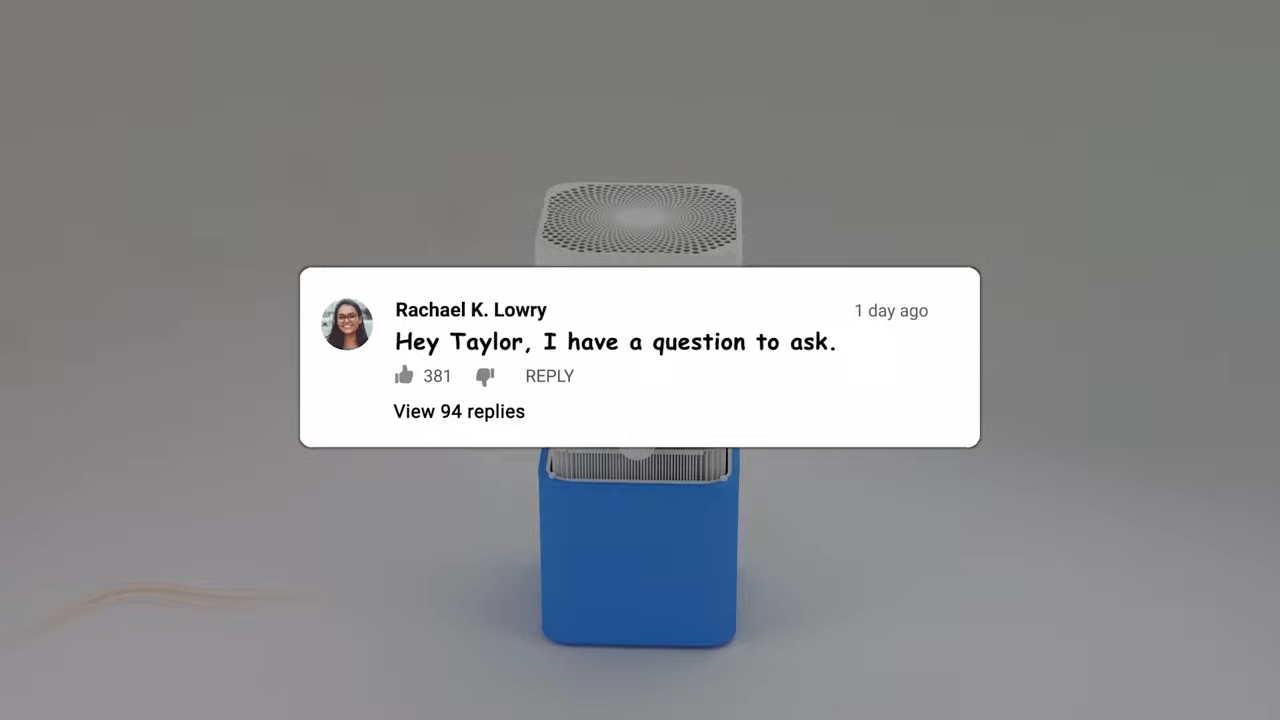 Rachael K. Lowry
1 day ago
Hey Taylor, I have a question to ask.
381
REPLY
View 94 replies